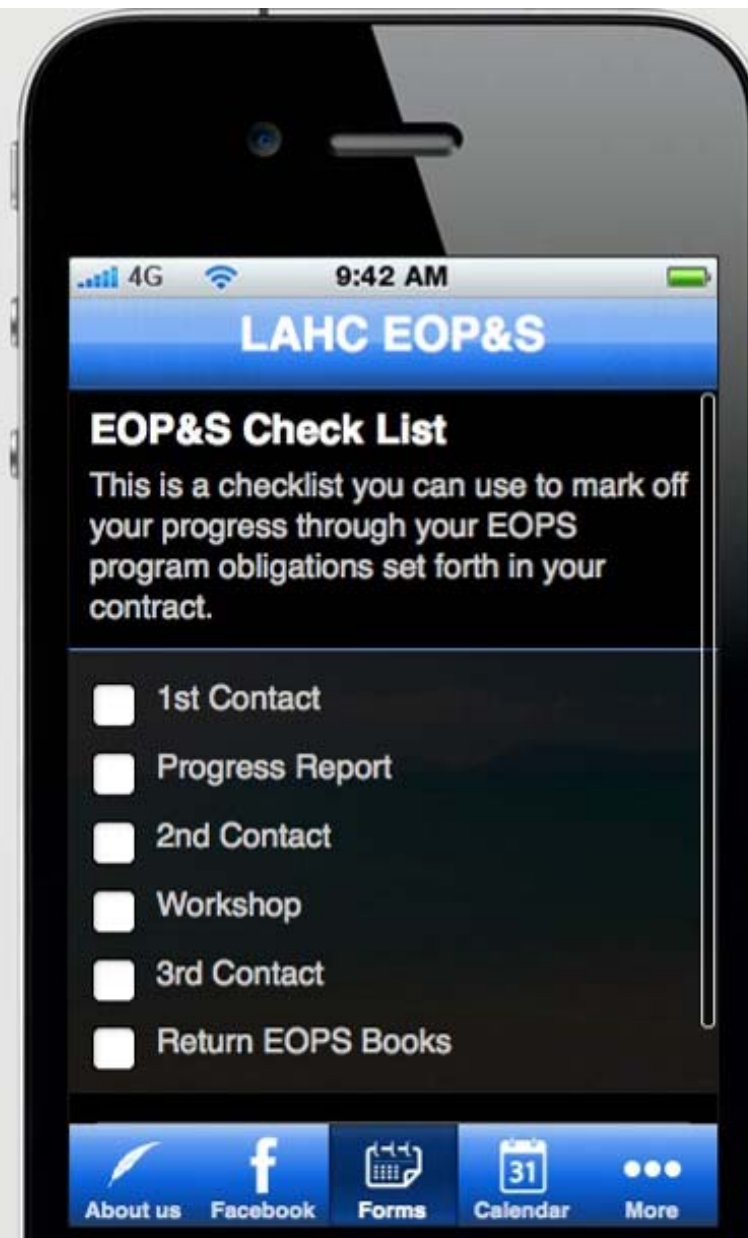 4G 9:42 AM
LAHC EOP&S
EOP&S Check List
This is a checklist you can use to mark off
your progress through your EOPS
program obligations set forth in your
contract.
1st Contact
Progress Report
2nd Contact
Workshop
3rd Contact
Return EOPS Books
31
About us Facebook Forms Calendar More